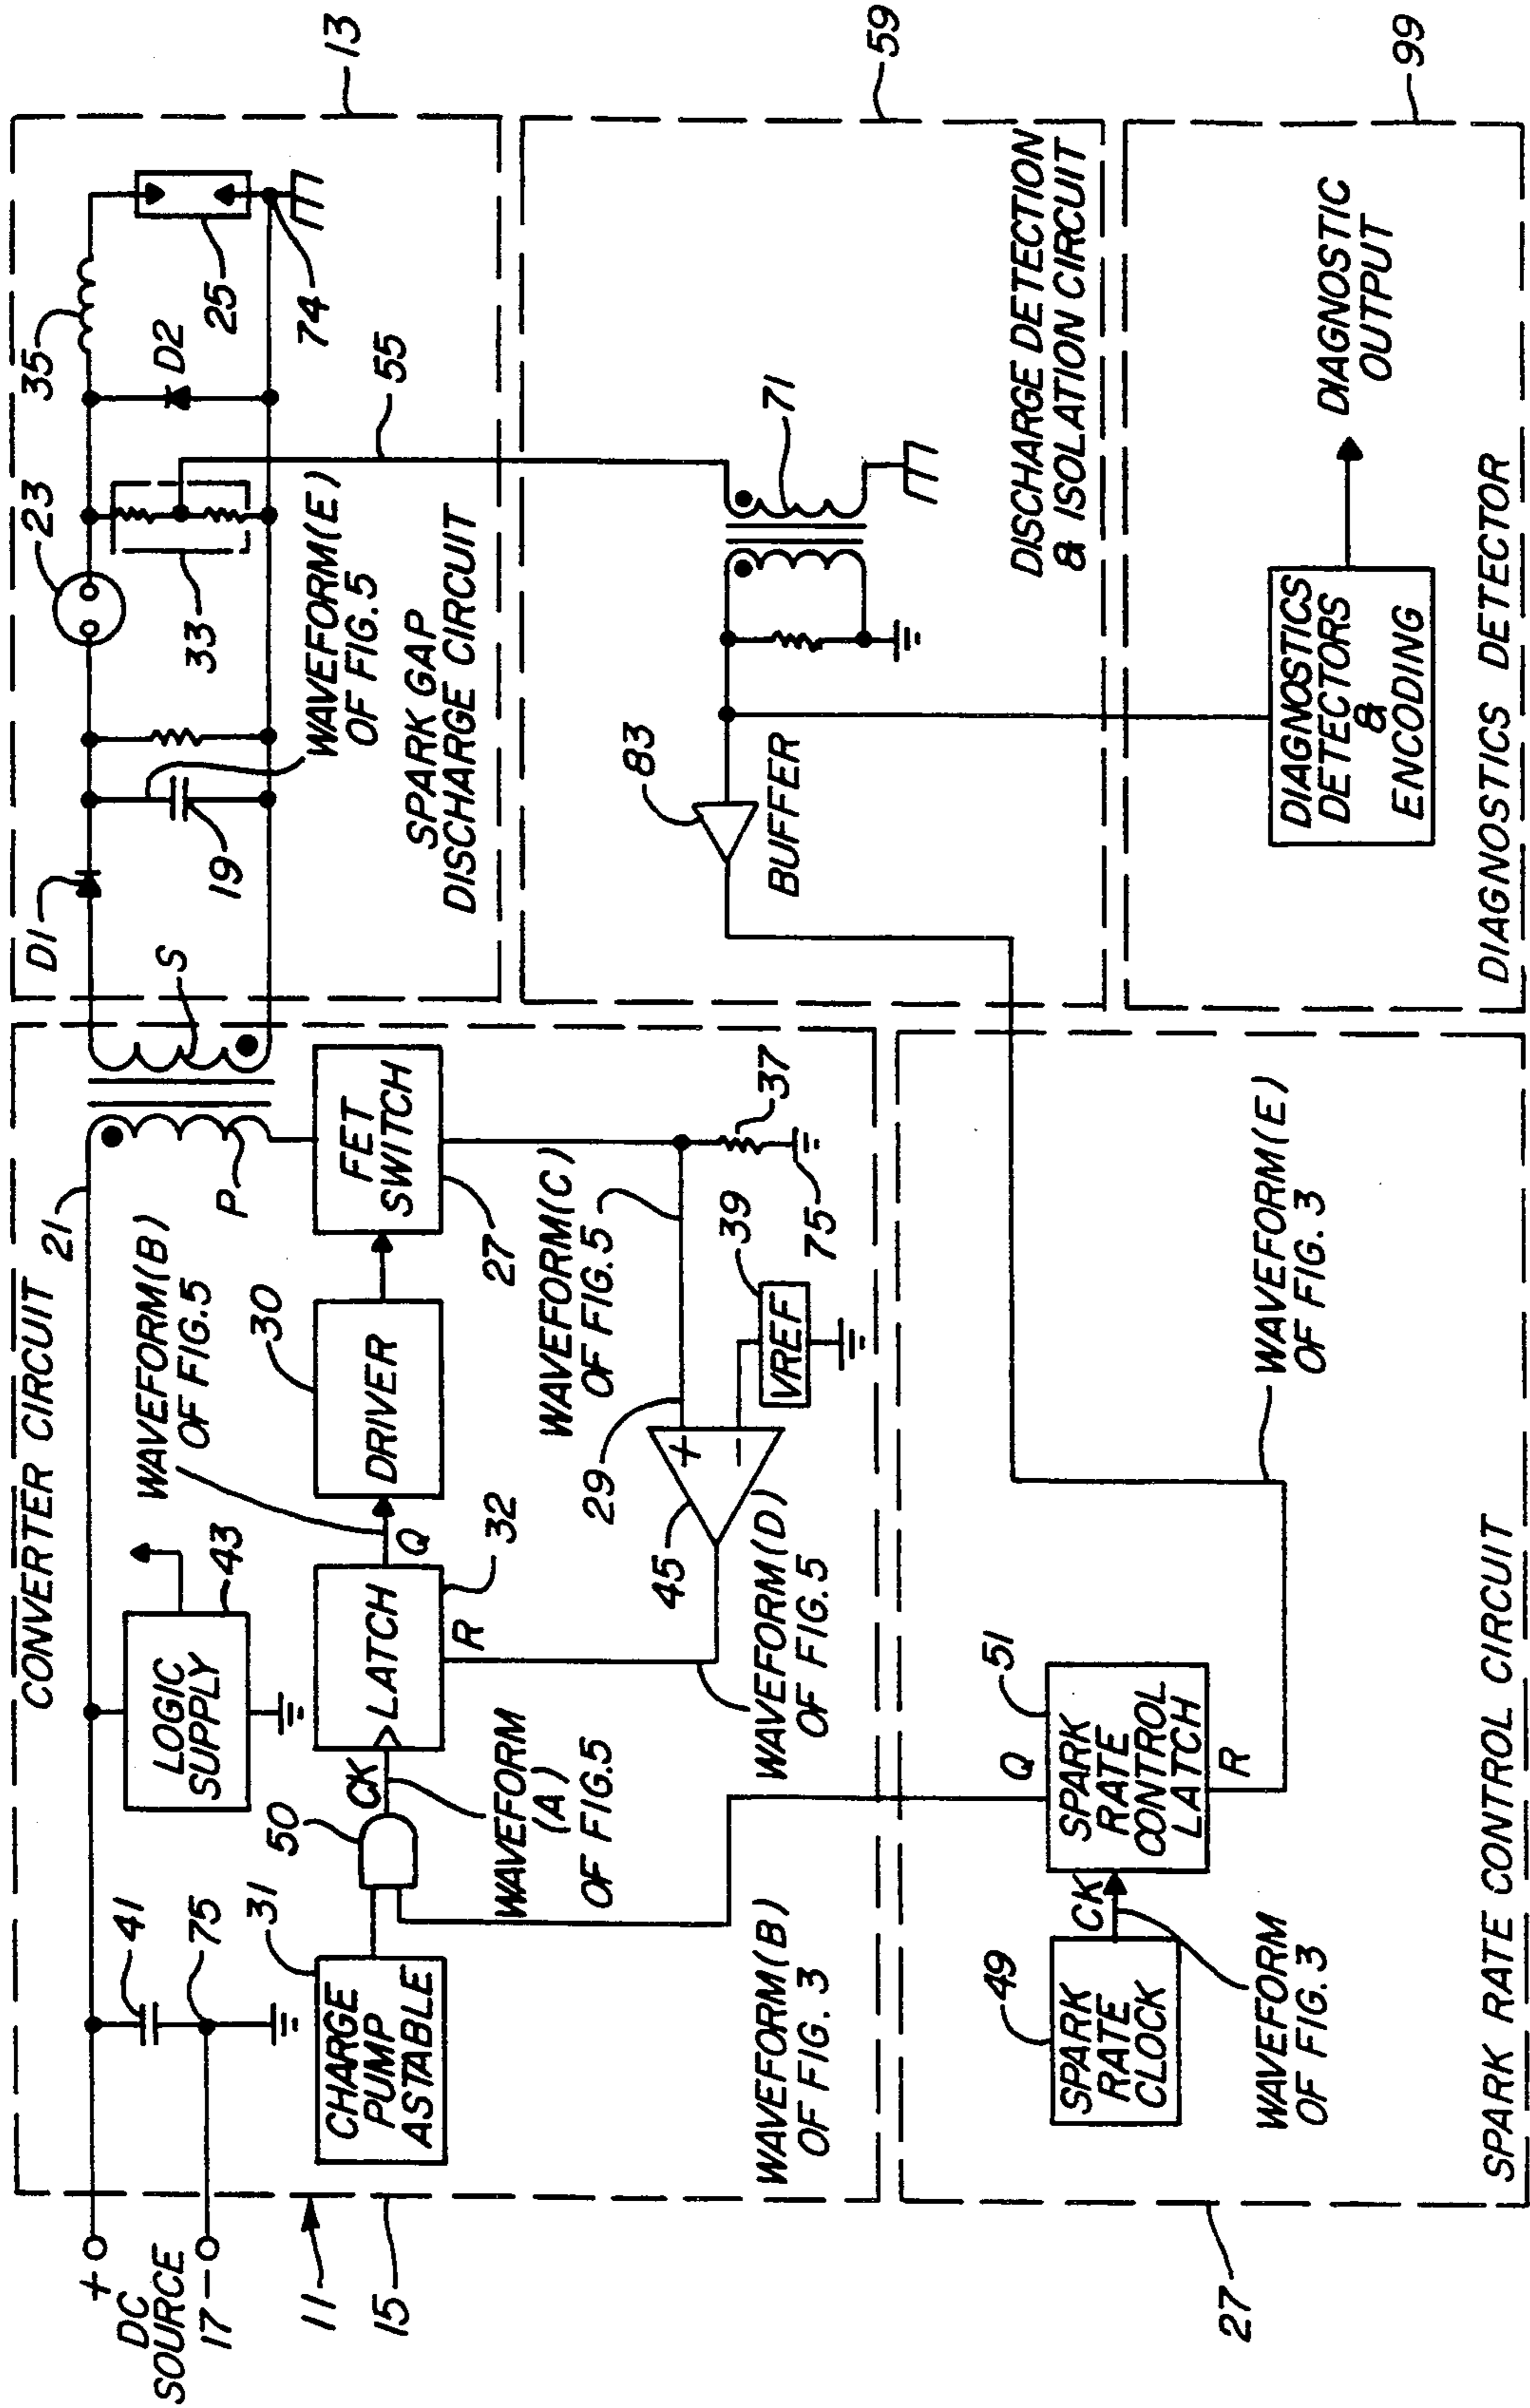 CONVERTER CIRCUIT
+
DC
SOURCE
17
11
15
41
75
LOGIC
SUPPLY
43
21
P
S
WAVEFORM(B)
OF FIG.5
CHARGE
PUMP
ASTABLE
31
50
CK
LATCH
Q
R
32
DRIVER
30
FET
SWITCH
27
WAVEFORM
(A)
OF FIG.5
WAVEFORM(C)
OF FIG.5
29
45
+
−
VREF
39
37
75
WAVEFORM(D)
OF FIG.5
WAVEFORM(B)
OF FIG. 3
D1
19
23
33
35
D2
25
74
13
WAVEFORM(E)
OF FIG.5
SPARK GAP
DISCHARGE CIRCUIT
55
59
71
83
BUFFER
DISCHARGE DETECTION
& ISOLATION CIRCUIT
SPARK
RATE
CLOCK
49
CK
SPARK
RATE
CONTROL
LATCH
Q
R
51
WAVEFORM
OF FIG. 3
WAVEFORM(E)
OF FIG. 3
27
SPARK RATE CONTROL CIRCUIT
DIAGNOSTICS
DETECTORS
&
ENCODING
DIAGNOSTIC
OUTPUT
99
DIAGNOSTICS DETECTOR